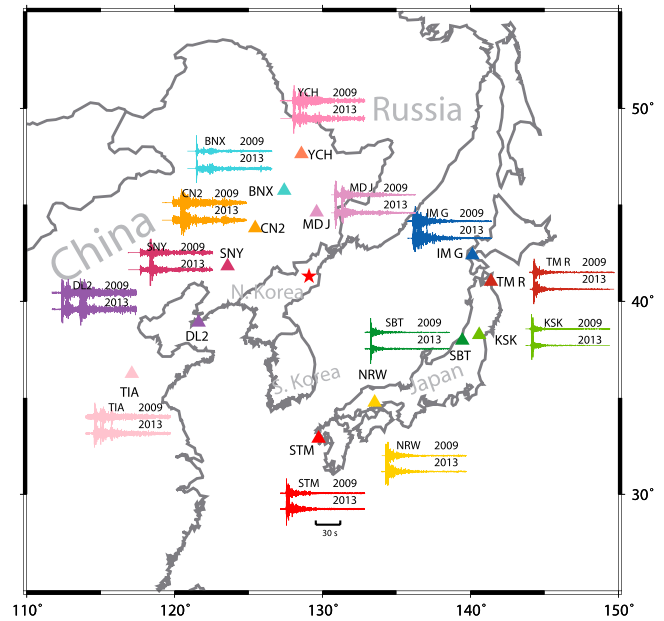 YCH 2009
2013
50°
Russia
BNX 2009
2013
YCH
CN2 2009
2013
BNX
MDJ 2009
2013
China
CN2
MDJ
IMG 2009
2013
SNY 2009
2013
SNY
IMG
TMR 2009
2013
DL2 2009
2013
N. Korea
TMR
40°
DL2
SBT 2009
2013
KSK 2009
2013
KSK
SBT
TIA
S. Korea
NRW
Japan
TIA 2009
2013
STM
NRW 2009
2013
STM 2009
2013
30 s
30°
110° 120° 130° 140° 150°